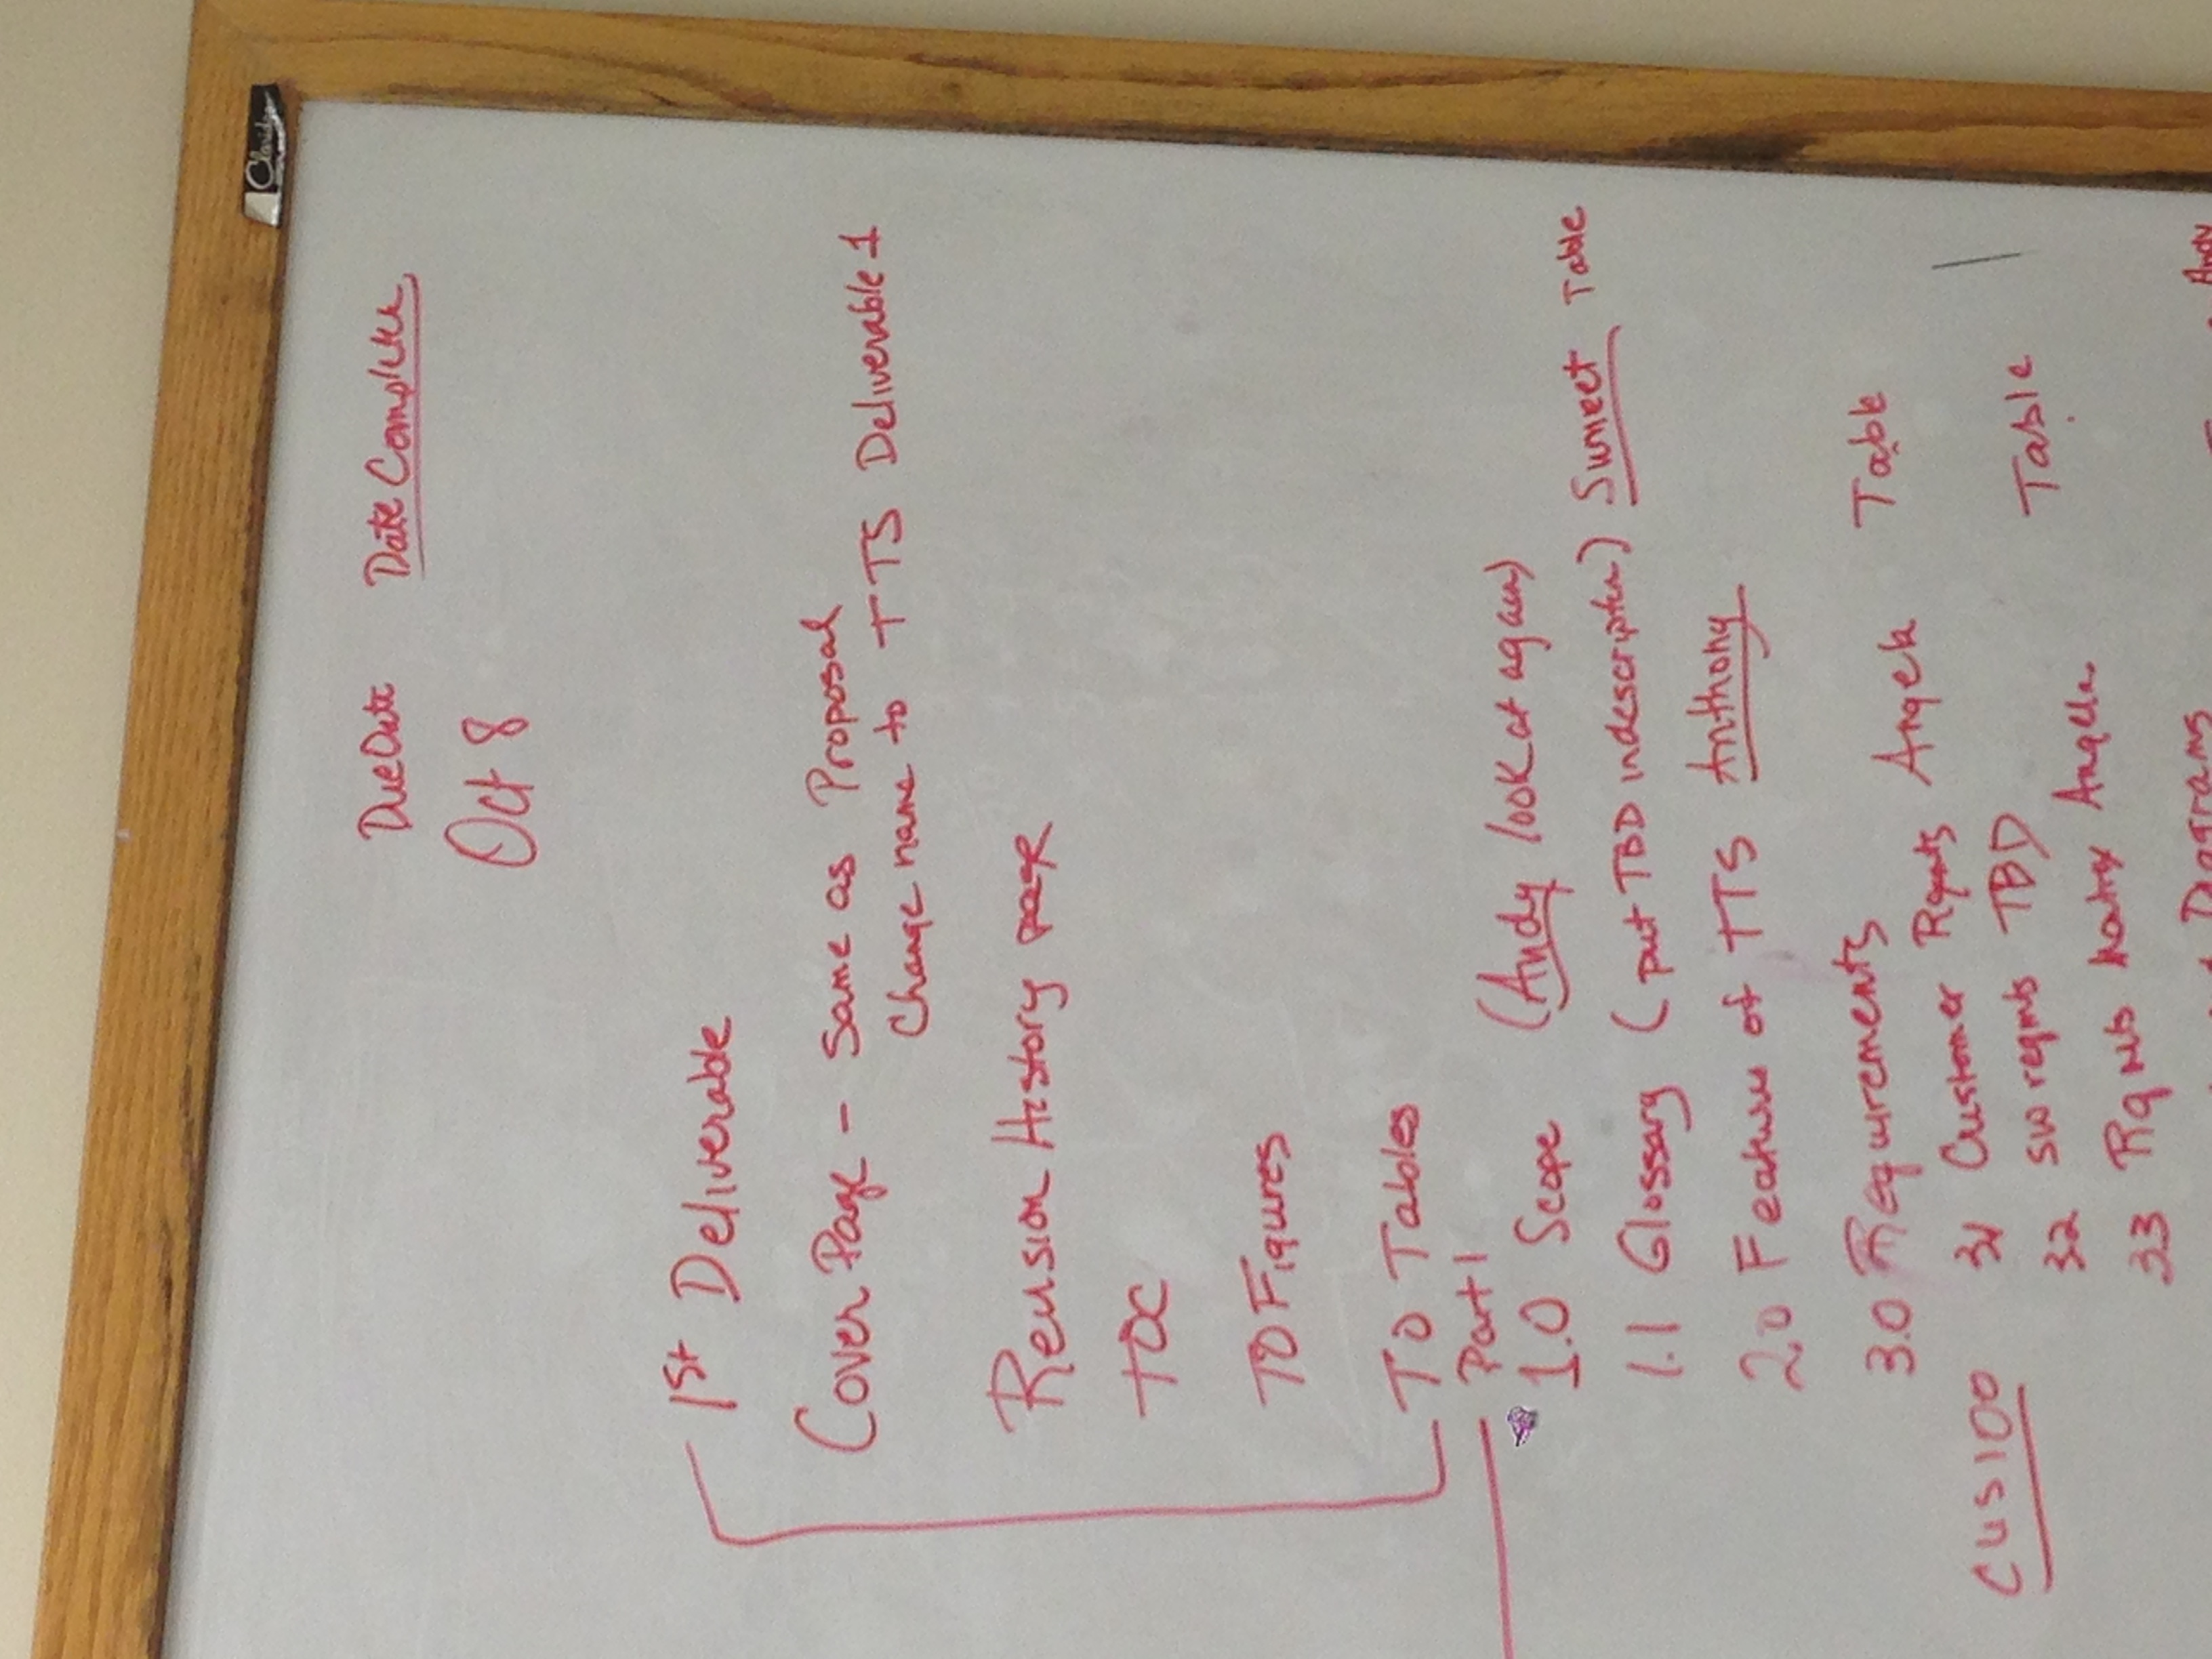 Claridge
Due Date Date Complete
Oct 8
1st Deliverable
Cover Page - Same as Proposal
Change name to TTS Deliverable 1
Revision History page
TOC
TO Figures
TO Tables
Part 1
1.0 Scope (Andy look at again)
1.1 Glossary (put TBD in description) Sumeet Table
2.0 Features of TTS Anthony
3.0 Requirements
CUS100 3.1 Customer Rqmts Angela Table
3.2 SW reqmts TBD
3.3 Rqmts Matrix Angela Table
Diagrams Andy